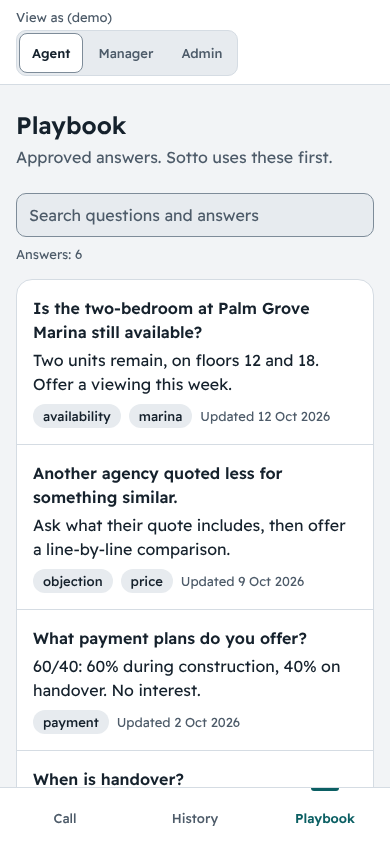 View as (demo)
Agent Manager Admin
Playbook
Approved answers. Sotto uses these first.
Search questions and answers
Answers: 6
Is the two-bedroom at Palm Grove
Marina still available?
Two units remain, on floors 12 and 18.
Offer a viewing this week.
availability marina Updated 12 Oct 2026
Another agency quoted less for
something similar.
Ask what their quote includes, then offer
a line-by-line comparison.
objection price Updated 9 Oct 2026
What payment plans do you offer?
60/40: 60% during construction, 40% on
handover. No interest.
payment Updated 2 Oct 2026
When is handover?
Call History Playbook